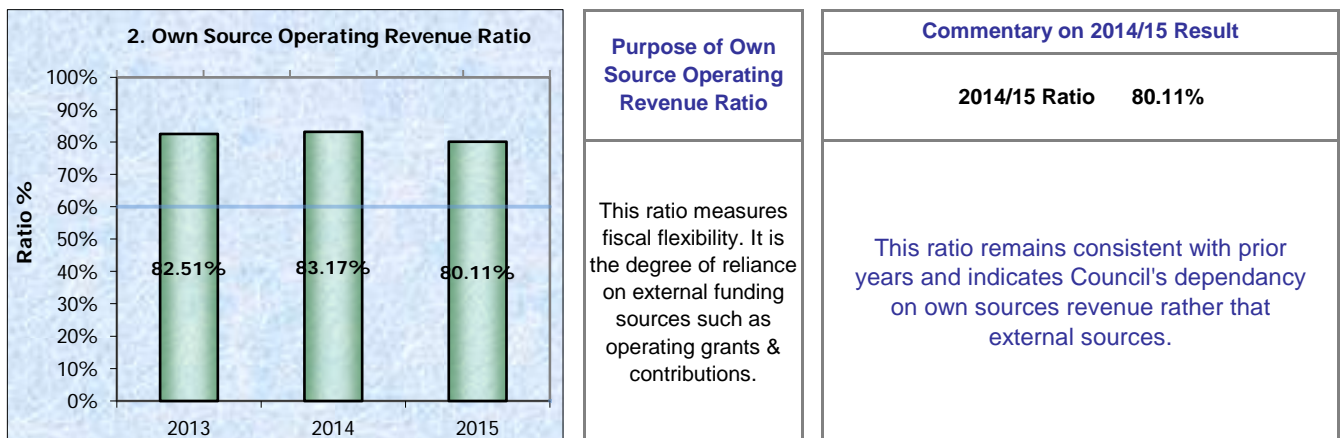 2. Own Source Operating Revenue Ratio
100%
90%
80%
70%
60%
50%
40%
30%
20%
10%
0%
Ratio %
82.51%
83.17%
80.11%
2013
2014
2015
Purpose of Own
Source Operating
Revenue Ratio
This ratio measures
fiscal flexibility. It is
the degree of reliance
on external funding
sources such as
operating grants &
contributions.
Commentary on 2014/15 Result
2014/15 Ratio 80.11%
This ratio remains consistent with prior
years and indicates Council's dependancy
on own sources revenue rather that
external sources.